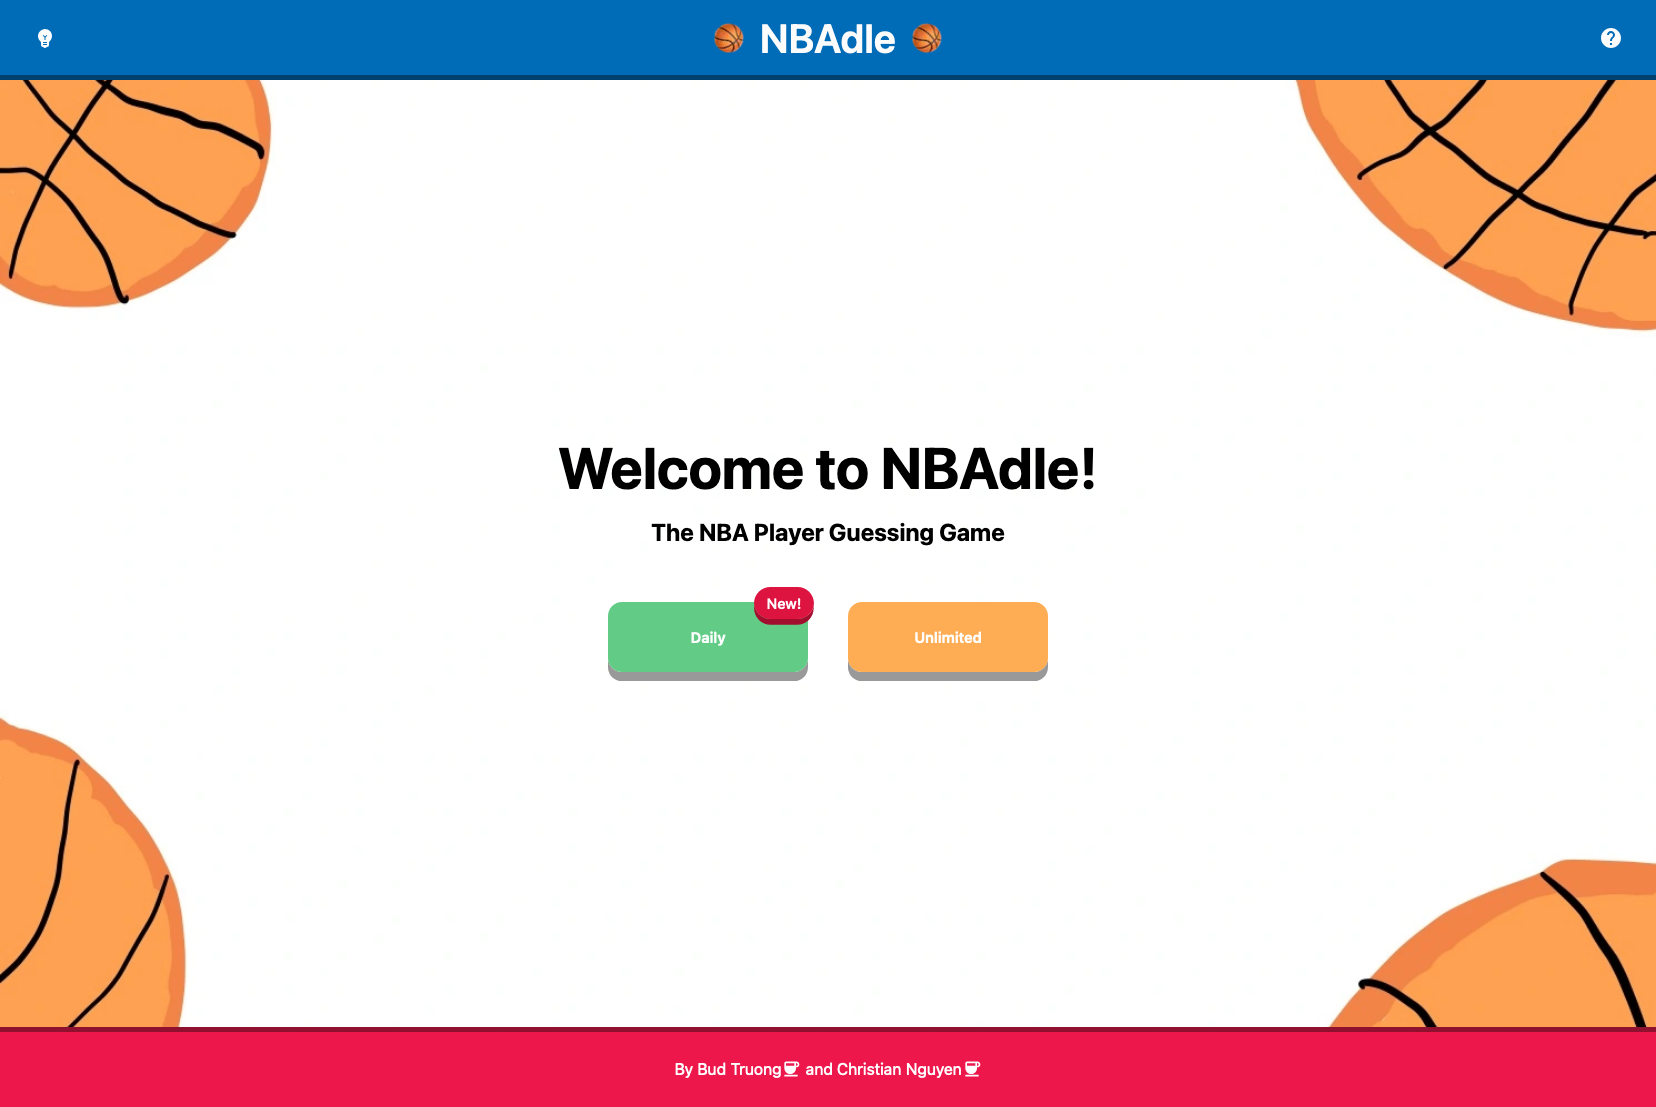 NBAdle
Welcome to NBAdle!
The NBA Player Guessing Game
New!
Daily
Unlimited
By Bud Truong and Christian Nguyen